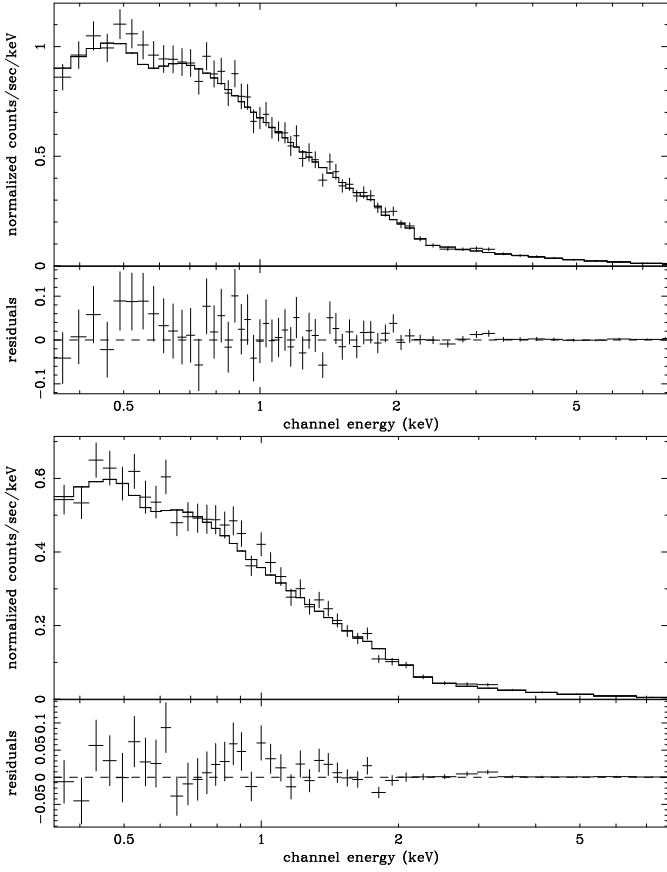 normalized counts/sec/keV
1
0.5
0
residuals
0.1
0
−0.1
0.5 1 2 5
channel energy (keV)
normalized counts/sec/keV
0.6
0.4
0.2
0
residuals
0.1
0.05
0
−0.05
0.5 1 2 5
channel energy (keV)